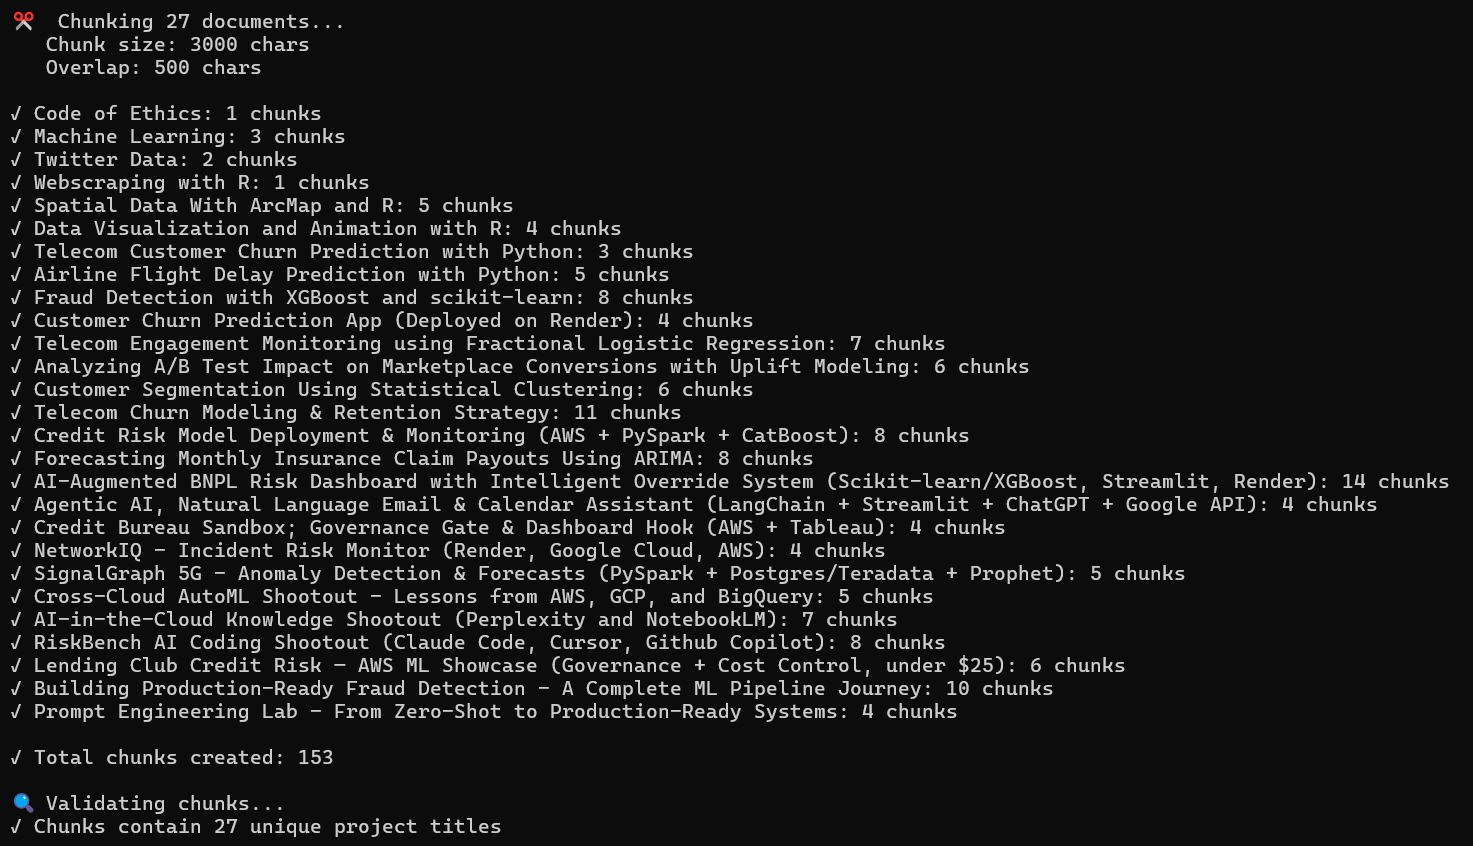 ✂️ Chunking 27 documents...
Chunk size: 3000 chars
Overlap: 500 chars
√ Code of Ethics: 1 chunks
√ Machine Learning: 3 chunks
√ Twitter Data: 2 chunks
√ Webscraping with R: 1 chunks
√ Spatial Data With ArcMap and R: 5 chunks
√ Data Visualization and Animation with R: 4 chunks
√ Telecom Customer Churn Prediction with Python: 3 chunks
√ Airline Flight Delay Prediction with Python: 5 chunks
√ Fraud Detection with XGBoost and scikit-learn: 8 chunks
√ Customer Churn Prediction App (Deployed on Render): 4 chunks
√ Telecom Engagement Monitoring using Fractional Logistic Regression: 7 chunks
√ Analyzing A/B Test Impact on Marketplace Conversions with Uplift Modeling: 6 chunks
√ Customer Segmentation Using Statistical Clustering: 6 chunks
√ Telecom Churn Modeling & Retention Strategy: 11 chunks
√ Credit Risk Model Deployment & Monitoring (AWS + PySpark + CatBoost): 8 chunks
√ Forecasting Monthly Insurance Claim Payouts Using ARIMA: 8 chunks
√ AI-Augmented BNPL Risk Dashboard with Intelligent Override System (Scikit-learn/XGBoost, Streamlit, Render): 14 chunks
√ Agentic AI, Natural Language Email & Calendar Assistant (LangChain + Streamlit + ChatGPT + Google API): 4 chunks
√ Credit Bureau Sandbox; Governance Gate & Dashboard Hook (AWS + Tableau): 4 chunks
√ NetworkIQ – Incident Risk Monitor (Render, Google Cloud, AWS): 4 chunks
√ SignalGraph 5G – Anomaly Detection & Forecasts (PySpark + Postgres/Teradata + Prophet): 5 chunks
√ Cross-Cloud AutoML Shootout – Lessons from AWS, GCP, and BigQuery: 5 chunks
√ AI-in-the-Cloud Knowledge Shootout (Perplexity and NotebookLM): 7 chunks
√ RiskBench AI Coding Shootout (Claude Code, Cursor, Github Copilot): 8 chunks
√ Lending Club Credit Risk — AWS ML Showcase (Governance + Cost Control, under $25): 6 chunks
√ Building Production-Ready Fraud Detection – A Complete ML Pipeline Journey: 10 chunks
√ Prompt Engineering Lab – From Zero-Shot to Production-Ready Systems: 4 chunks
√ Total chunks created: 153
🔍 Validating chunks...
√ Chunks contain 27 unique project titles